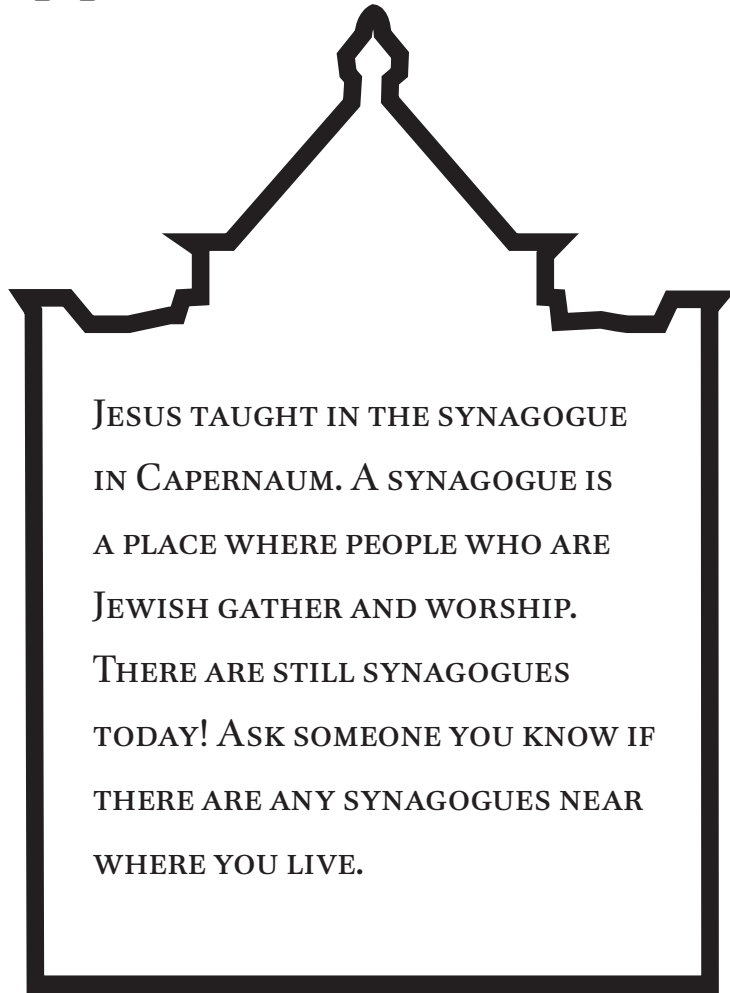 Jesus taught in the synagogue
in Capernaum. A synagogue is
a place where people who are
Jewish gather and worship.
There are still synagogues
today! Ask someone you know if
there are any synagogues near
where you live.